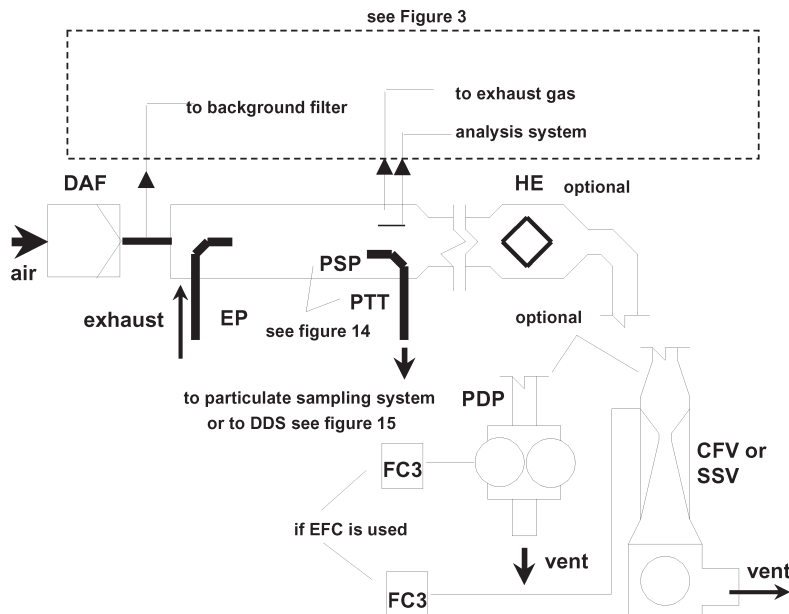 see Figure 3
to exhaust gas
to background filter
analysis system
DAF
HE optional
air
PSP
PTT
exhaust
EP
see figure 14
optional
to particulate sampling system
or to DDS see figure 15
PDP
CFV or
SSV
FC3
if EFC is used
vent
vent
FC3